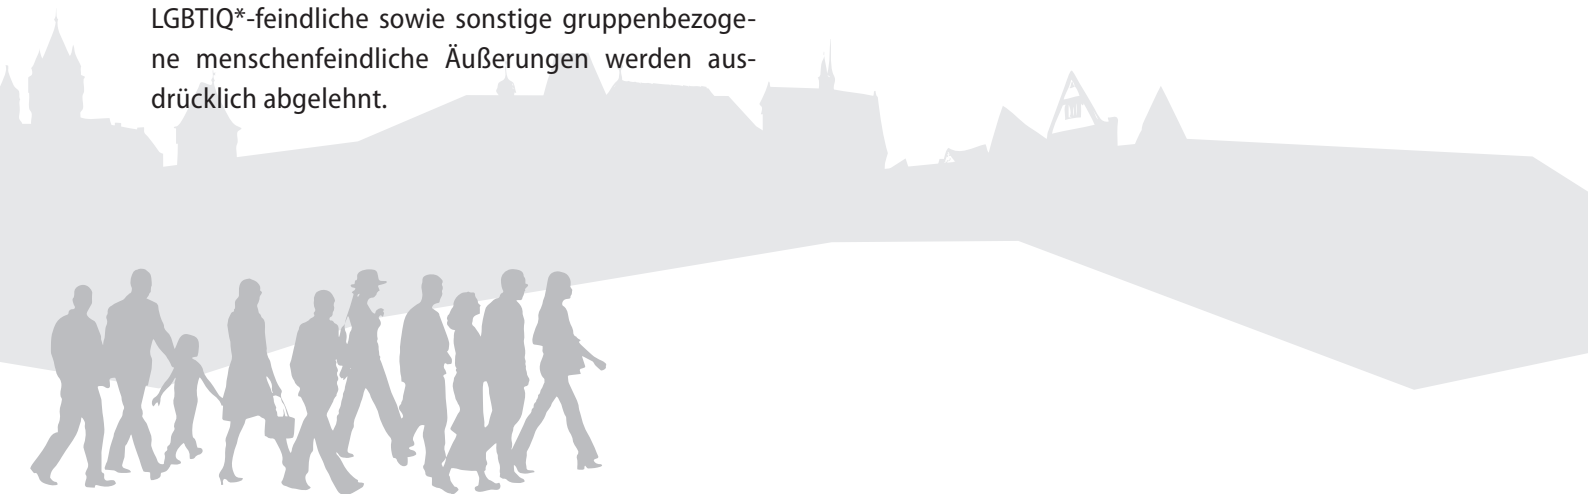 LGBTIQ*-feindliche sowie sonstige gruppenbezoge-
ne menschenfeindliche Äußerungen werden aus-
drücklich abgelehnt.